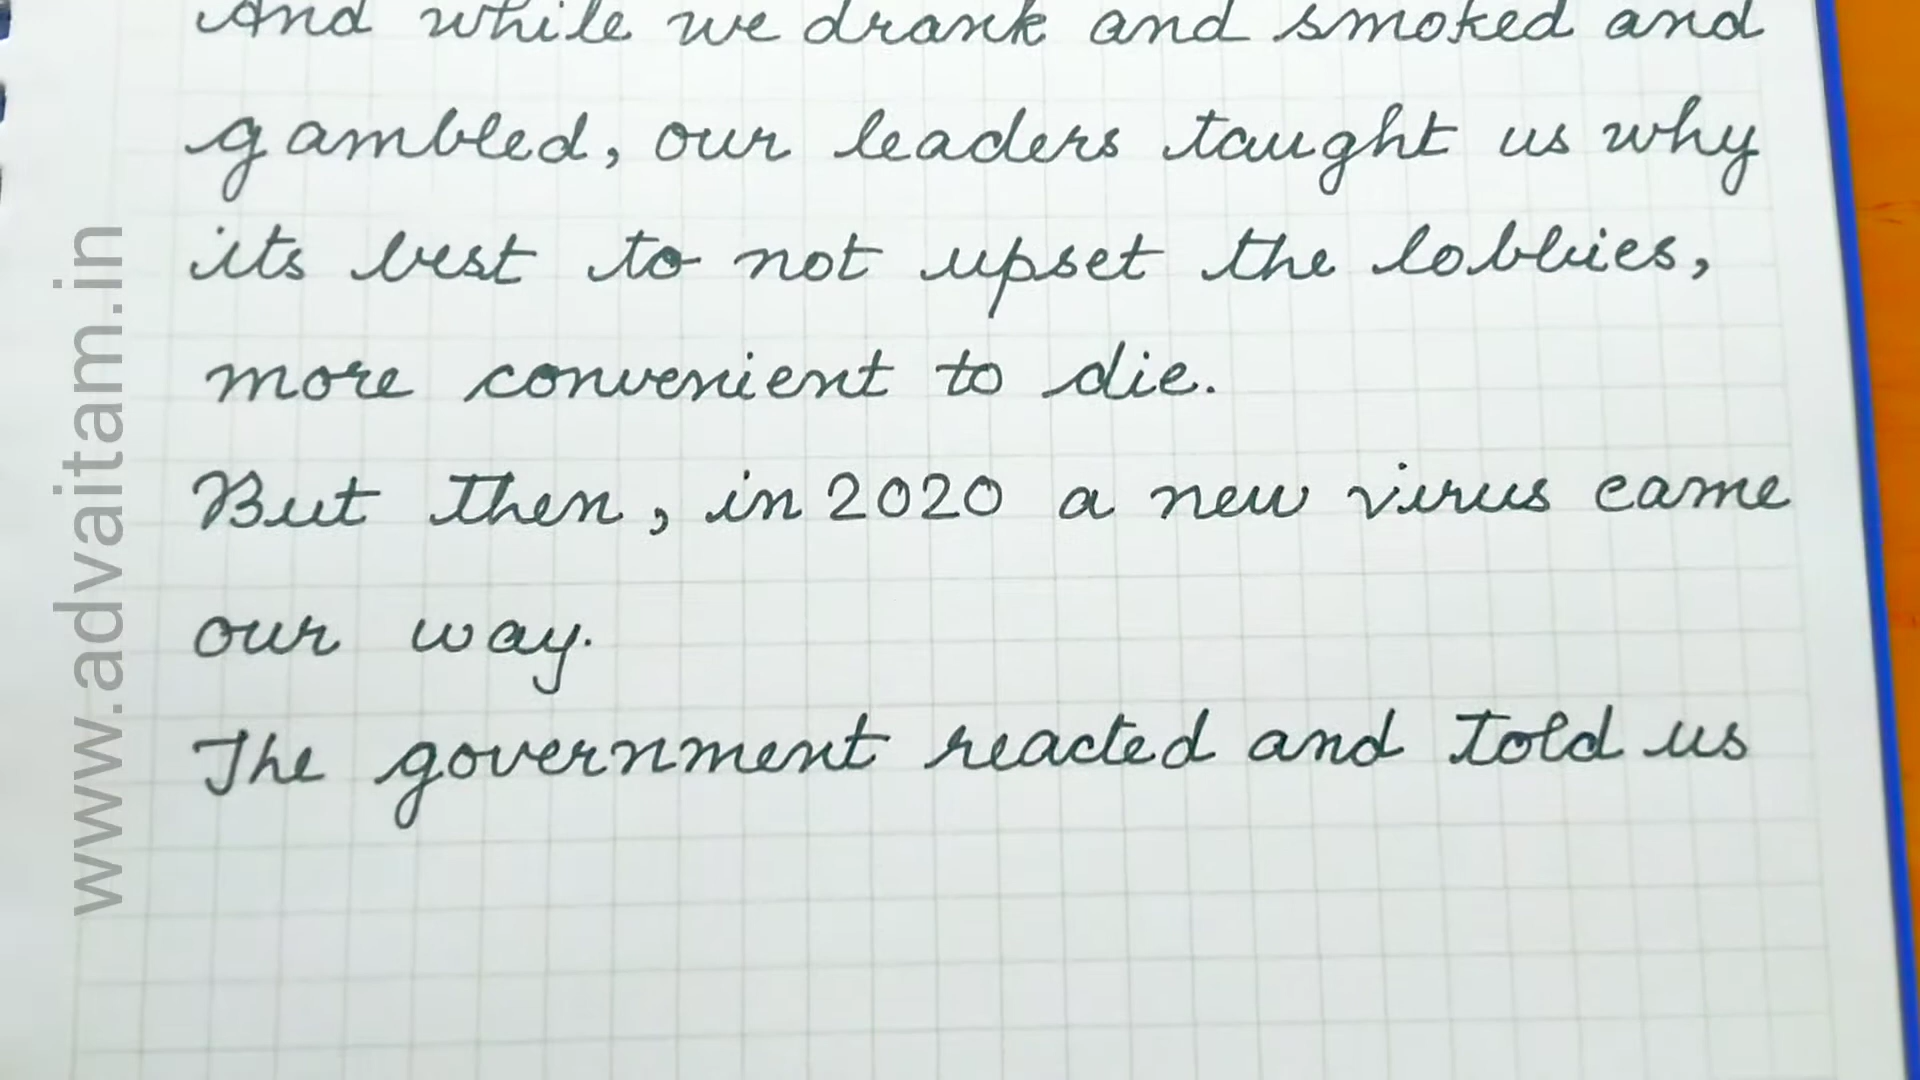 And while we drank and smoked and
gambled, our leaders taught us why
its best to not upset the lobbies,
more convenient to die.
But then, in 2020 a new virus came
our way.
The government reacted and told us
www.advaitam.in